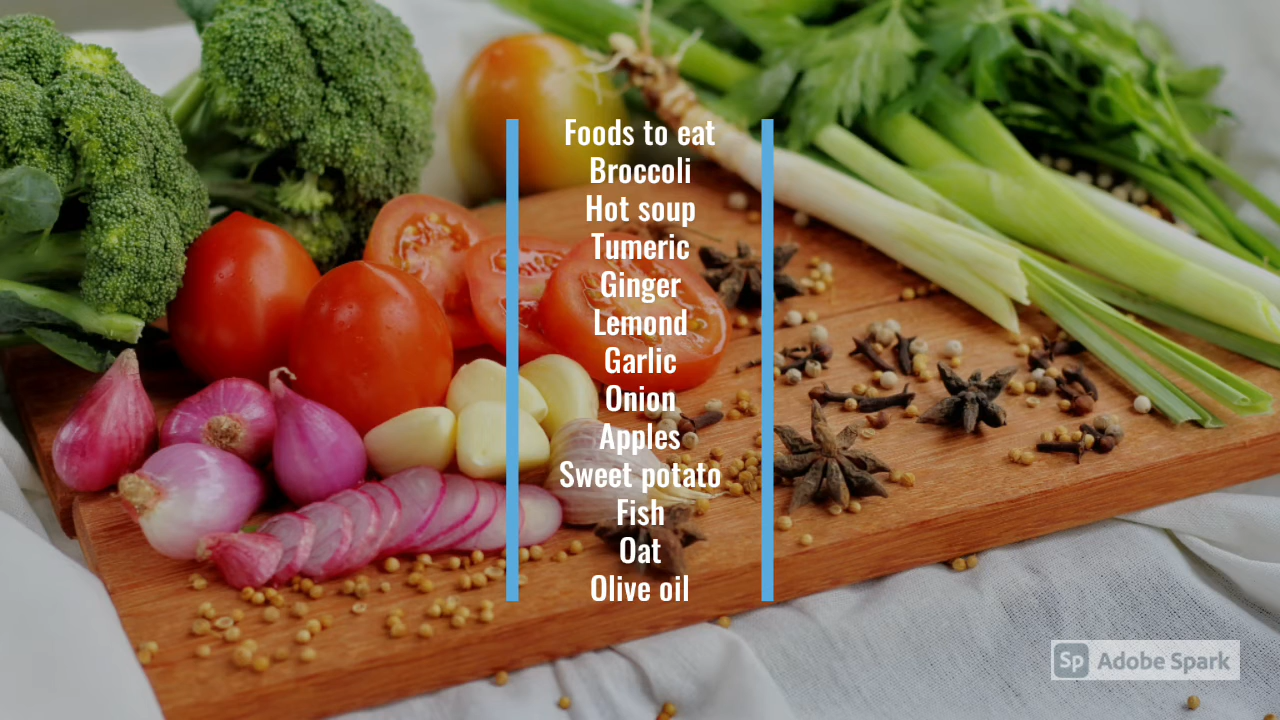 Foods to eat
Broccoli
Hot soup
Tumeric
Ginger
Lemond
Garlic
Onion
Apples
Sweet potato
Fish
Oat
Olive oil
Sp Adobe Spark